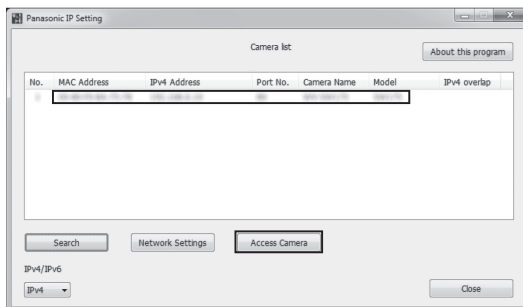 Panasonic IP Setting
Camera list
About this program
No. MAC Address IPv4 Address Port No. Camera Name Model IPv4 overlap
Search Network Settings Access Camera
IPv4/IPv6
IPv4
Close